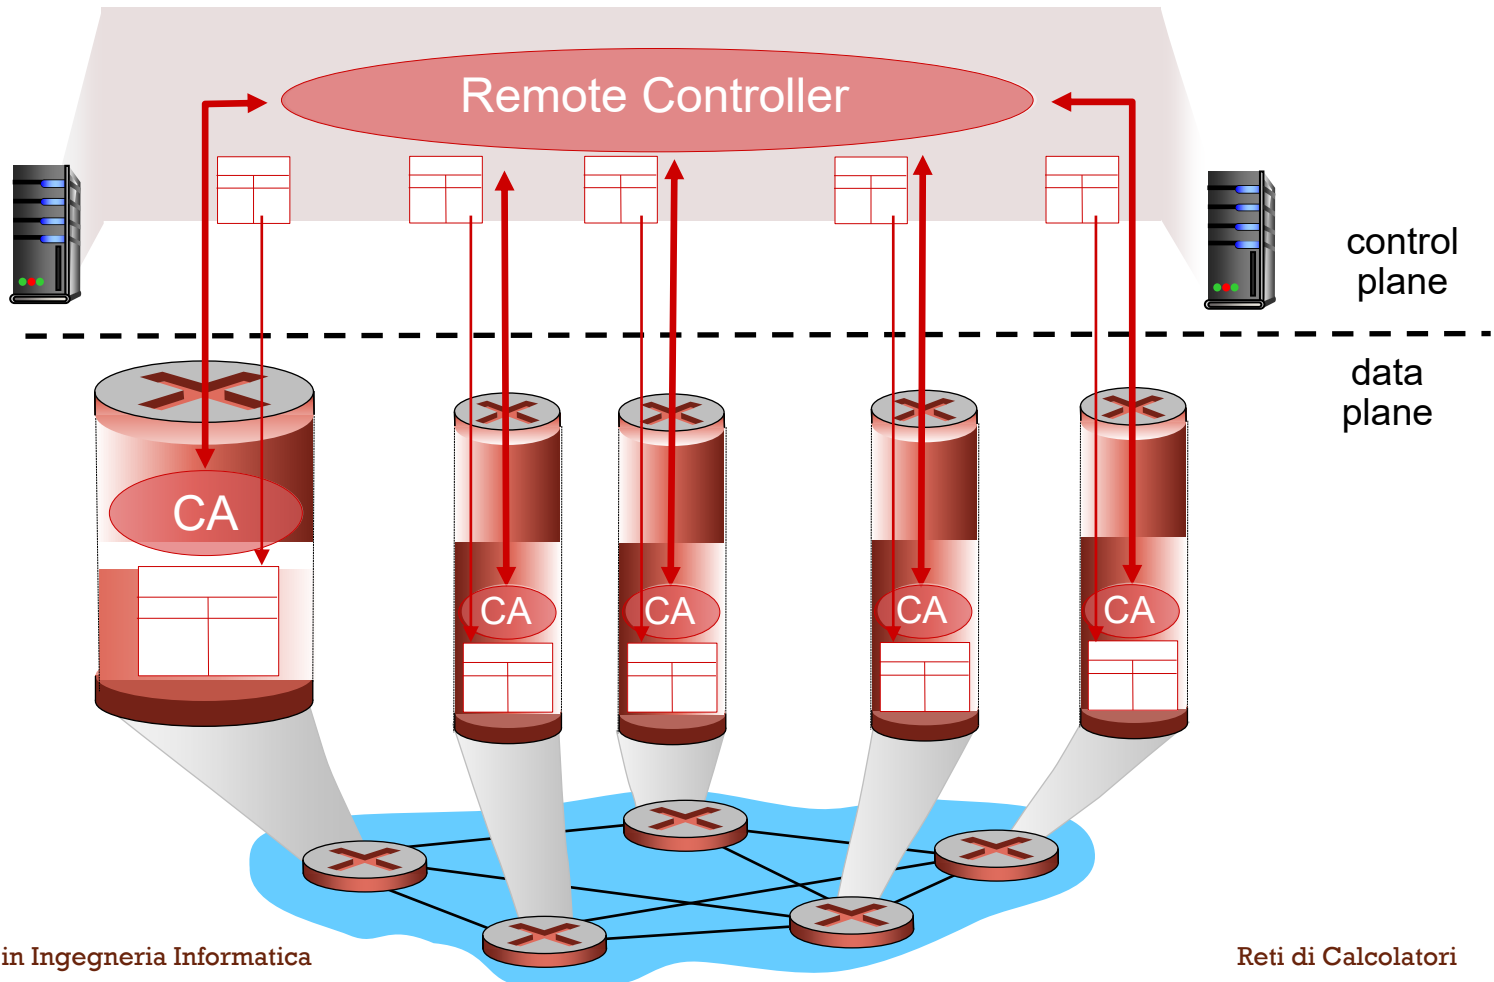 Remote Controller
control
plane
data
plane
CA
CA
CA
CA
CA
in Ingegneria Informatica
Reti di Calcolatori